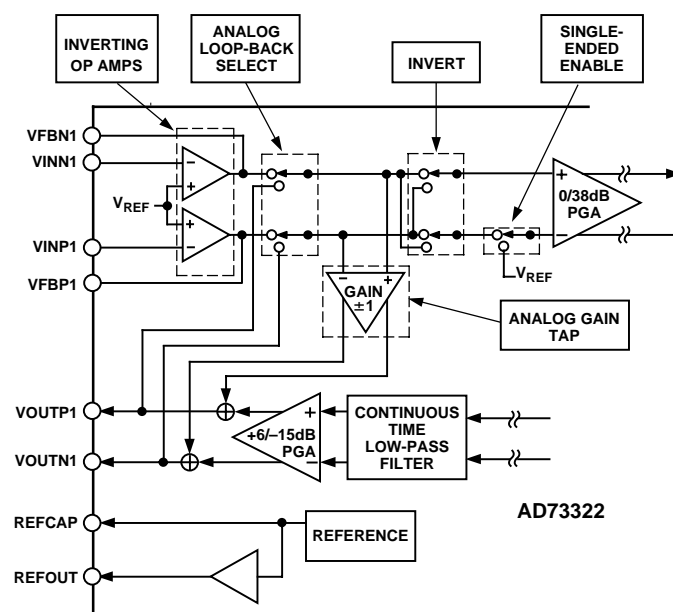 INVERTING
OP AMPS
ANALOG
LOOP-BACK
SELECT
INVERT
SINGLE-
ENDED
ENABLE
VFBN1
VINN1
VREF
VINP1
VFBP1
−
+
+
−
+
0/38dB
PGA
−
VREF
− +
GAIN
±1
ANALOG GAIN
TAP
VOUTP1
VOUTN1
+
+6/–15dB
PGA
−
CONTINUOUS
TIME
LOW-PASS
FILTER
AD73322
REFCAP
REFERENCE
REFOUT